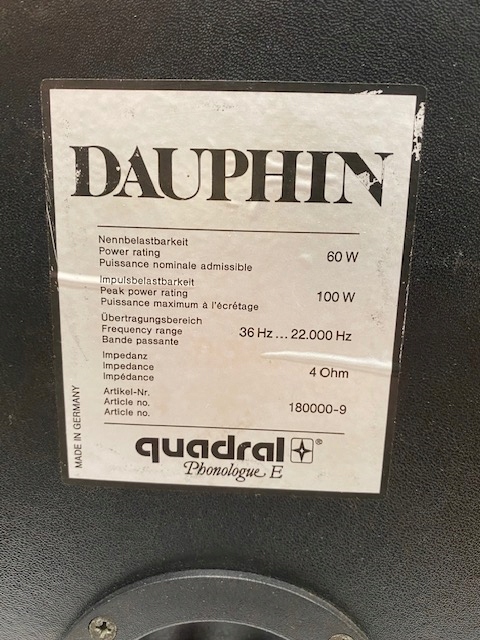 DAUPHIN
Nennbelastbarkeit
Power rating
Puissance nominale admissible
60 W
Impulsbelastbarkeit
Peak power rating
Puissance maximum à l'écrétage
100 W
Übertragungsbereich
Frequency range
Bande passante
36 Hz ... 22.000 Hz
Impedanz
Impedance
Impédance
4 Ohm
Artikel-Nr.
Article no.
Article no.
180000-9
MADE IN GERMANY
quadral ®
Phonologue E